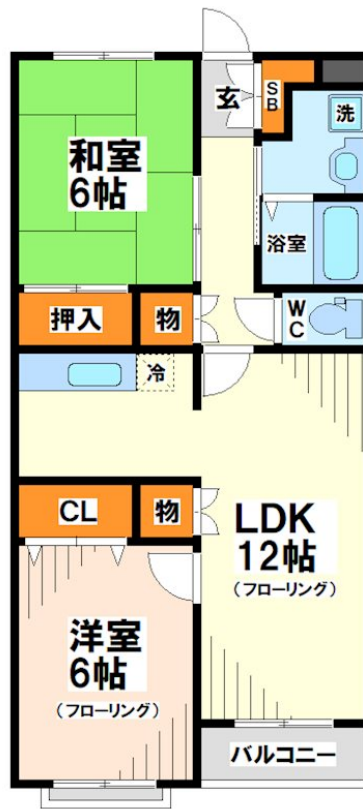 玄
SB
洗
和室
6帖
浴室
押入
物
WC
冷
CL
物
LDK
12帖
(フローリング)
洋室
6帖
(フローリング)
バルコニー